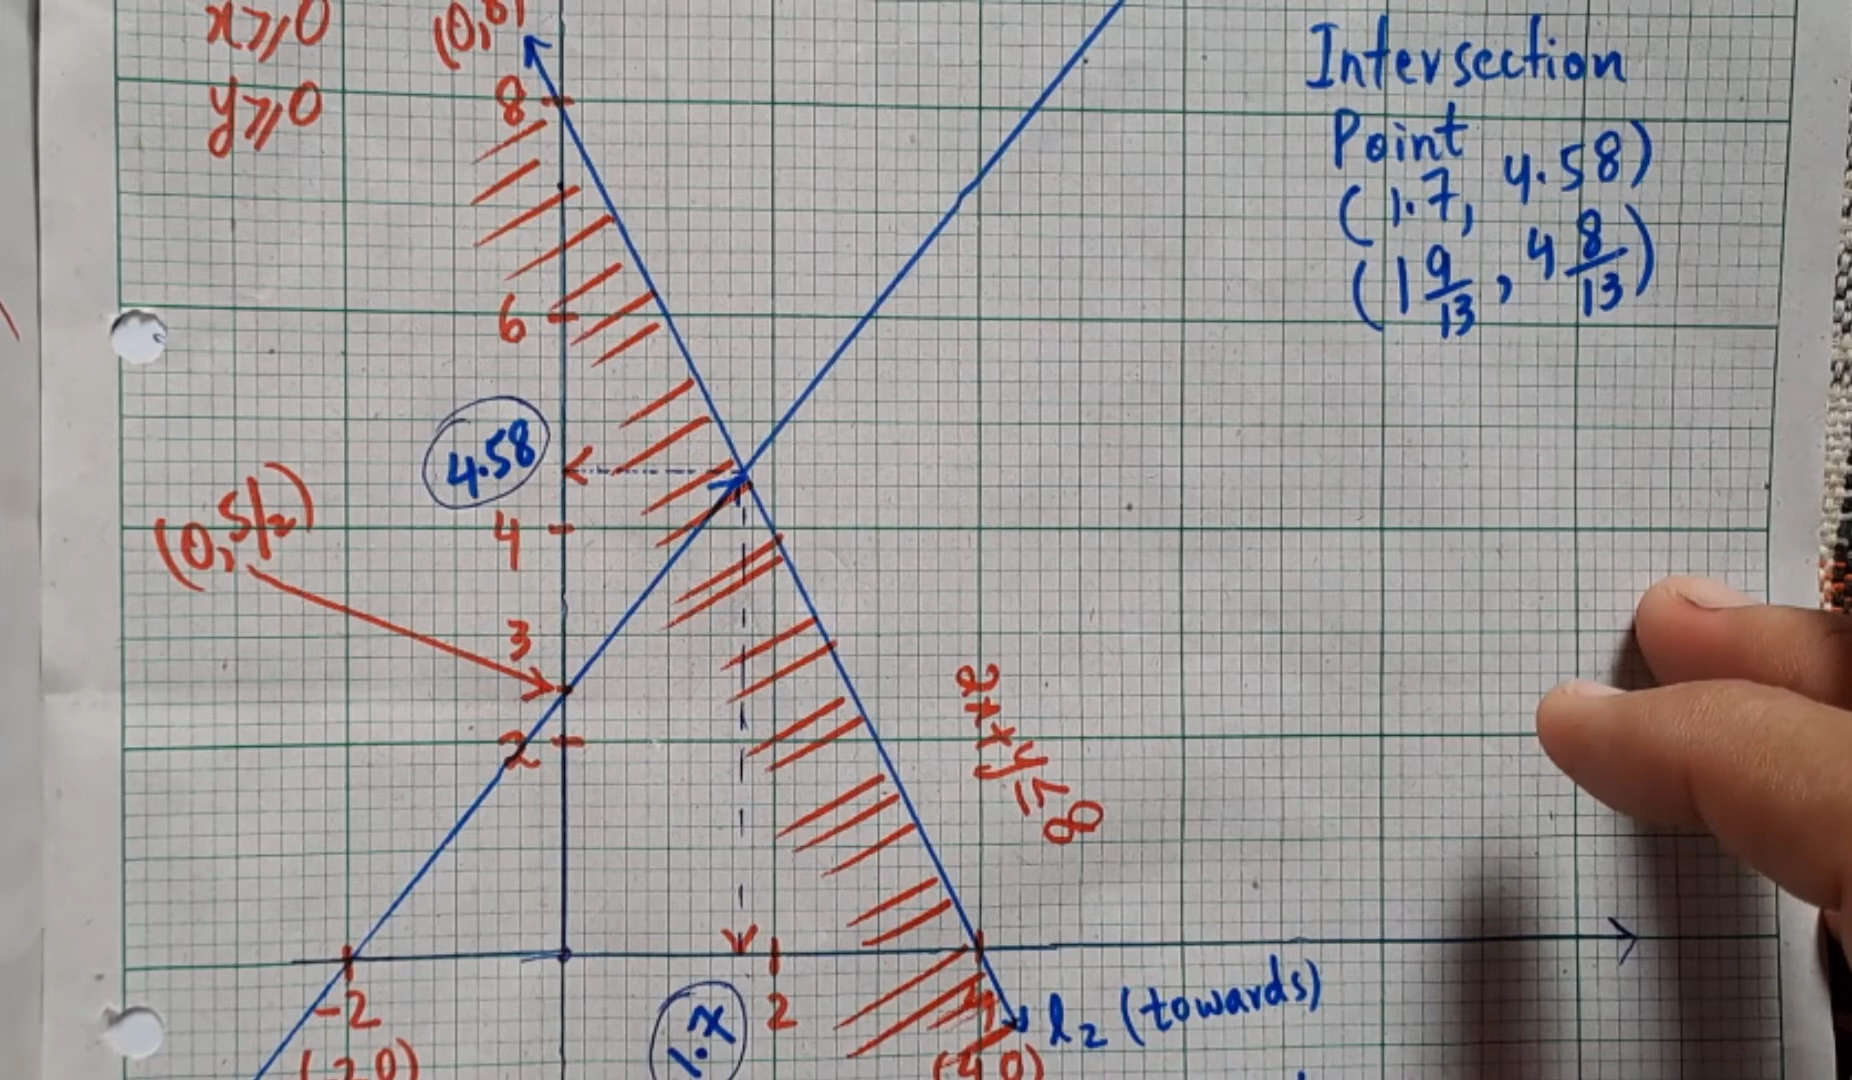 x⩾0
y⩾0
(0,8)
8
6
4.58
4
(0,5/2)
3
2
Intersection
Point
(1.7, 4.58)
(1 9/13, 4 8/13)
2x+y≤8
-2
1.7
2
4
l₂ (towards)
(-2 0)
(4 0)